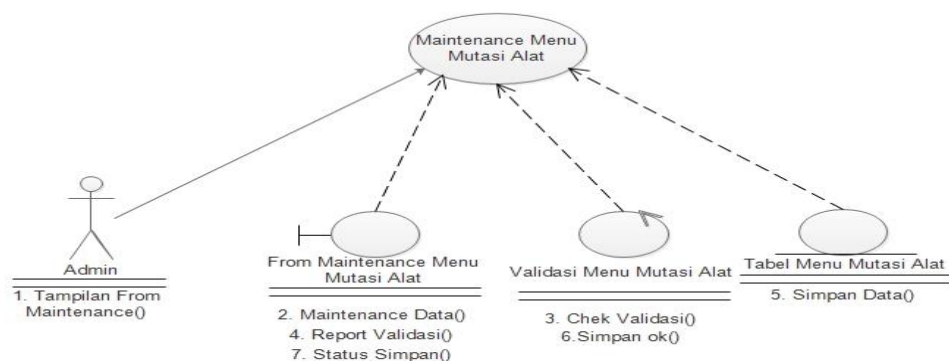 Maintenance Menu
Mutasi Alat
Admin
1. Tampilan From
Maintenance()
From Maintenance Menu
Mutasi Alat
2. Maintenance Data()
4. Report Validasi()
7. Status Simpan()
Validasi Menu Mutasi Alat
3. Chek Validasi()
6.Simpan ok()
Tabel Menu Mutasi Alat
5. Simpan Data()